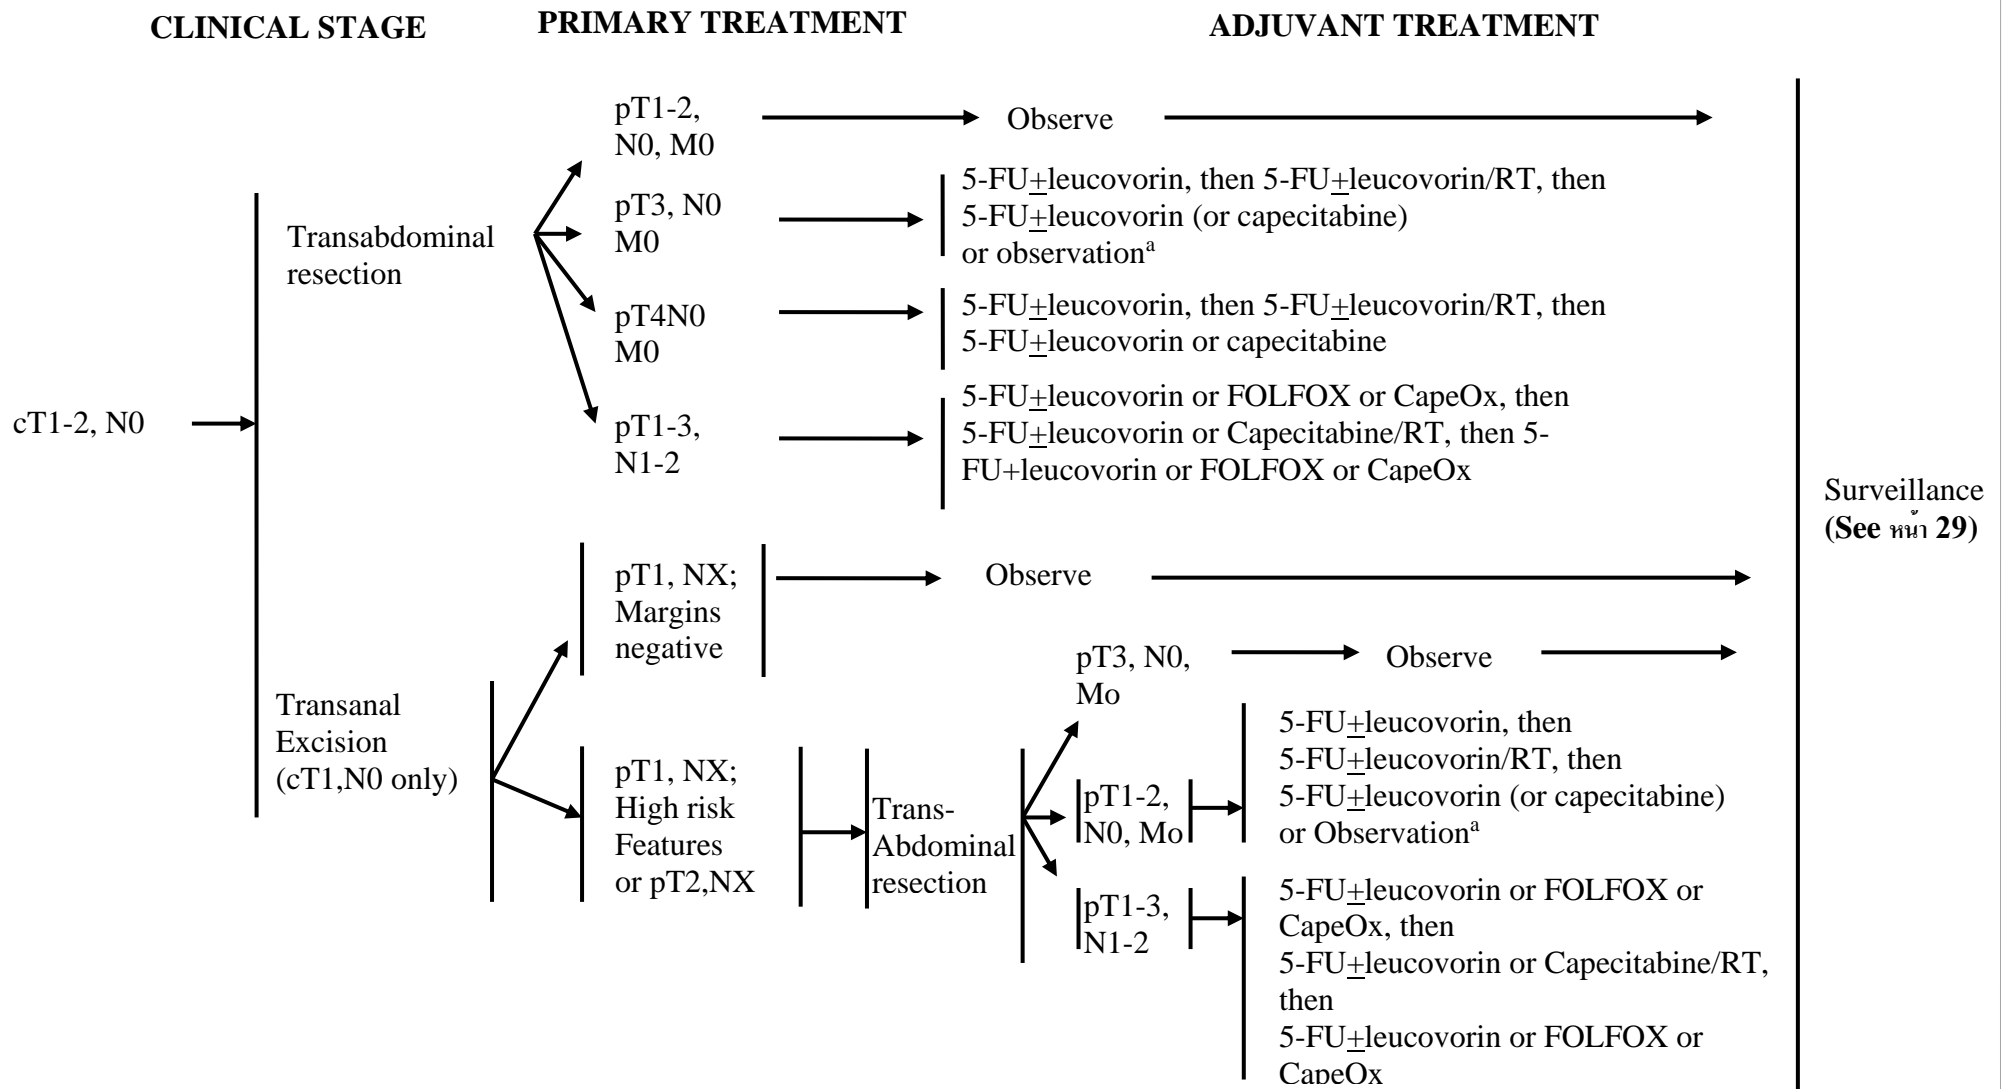 CLINICAL STAGE
PRIMARY TREATMENT
ADJUVANT TREATMENT
cT1-2, N0
Transabdominal
resection
pT1-2,
N0, M0
Observe
pT3, N0
M0
5-FU+leucovorin, then 5-FU+leucovorin/RT, then
5-FU+leucovorin (or capecitabine)
or observationᵃ
pT4N0
M0
5-FU+leucovorin, then 5-FU+leucovorin/RT, then
5-FU+leucovorin or capecitabine
pT1-3,
N1-2
5-FU+leucovorin or FOLFOX or CapeOx, then
5-FU+leucovorin or Capecitabine/RT, then 5-
FU+leucovorin or FOLFOX or CapeOx
Transanal
Excision
(cT1,N0 only)
pT1, NX;
Margins
negative
Observe
pT1, NX;
High risk
Features
or pT2,NX
Trans-
Abdominal
resection
pT3, N0,
Mo
Observe
pT1-2,
N0, Mo
5-FU+leucovorin, then
5-FU+leucovorin/RT, then
5-FU+leucovorin (or capecitabine)
or Observationᵃ
pT1-3,
N1-2
5-FU+leucovorin or FOLFOX or
CapeOx, then
5-FU+leucovorin or Capecitabine/RT,
then
5-FU+leucovorin or FOLFOX or
CapeOx
Surveillance
(See หน้า 29)